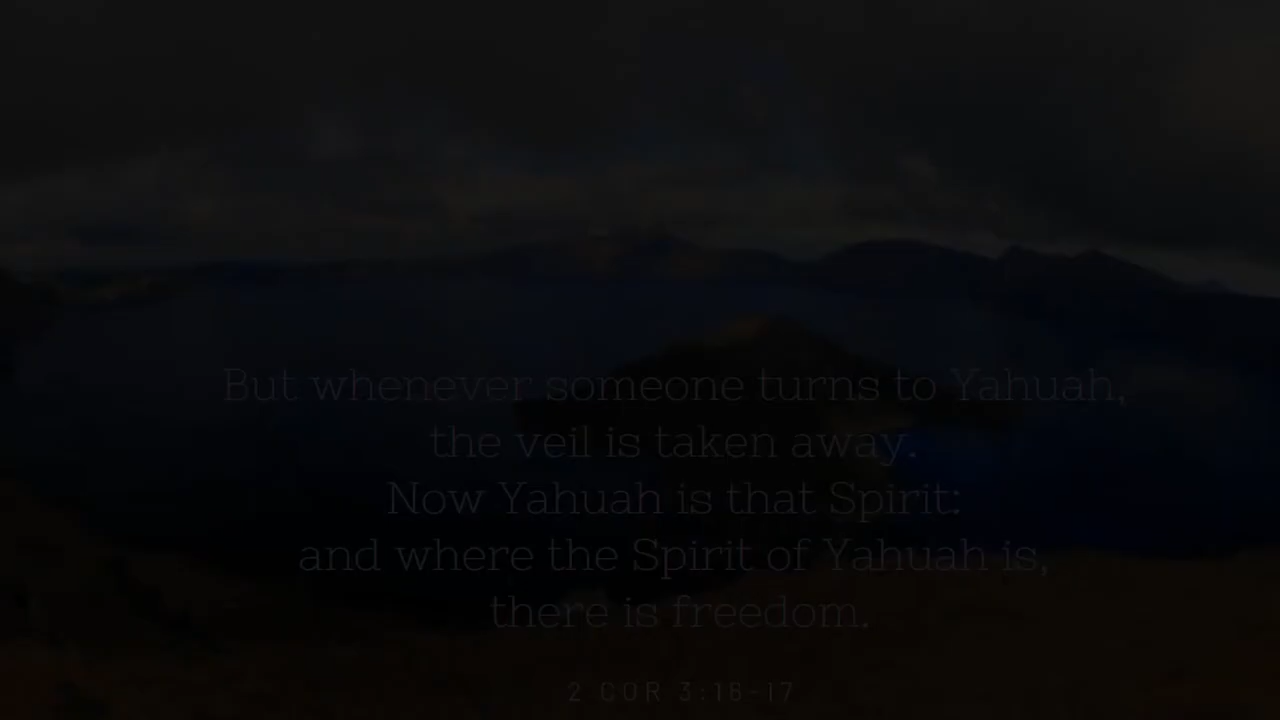 But whenever someone turns to Yahuah,
the veil is taken away.
Now Yahuah is that Spirit:
and where the Spirit of Yahuah is,
there is freedom.
2 COR 3:16-17